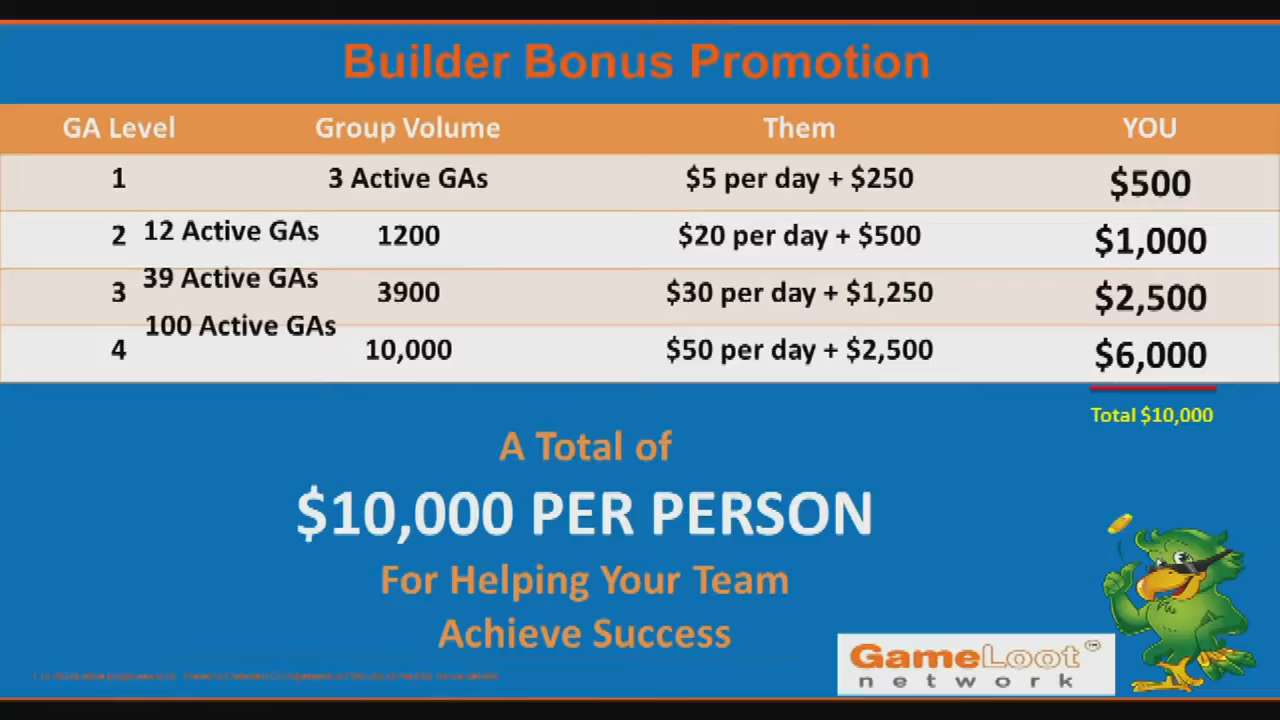 Builder Bonus Promotion
GA Level Group Volume Them YOU
1 3 Active GAs $5 per day + $250 $500
2 12 Active GAs 1200 $20 per day + $500 $1,000
3 39 Active GAs 3900 $30 per day + $1,250 $2,500
4 100 Active GAs 10,000 $50 per day + $2,500 $6,000
Total $10,000
A Total of
$10,000 PER PERSON
For Helping Your Team
Achieve Success
GameLoot™
network